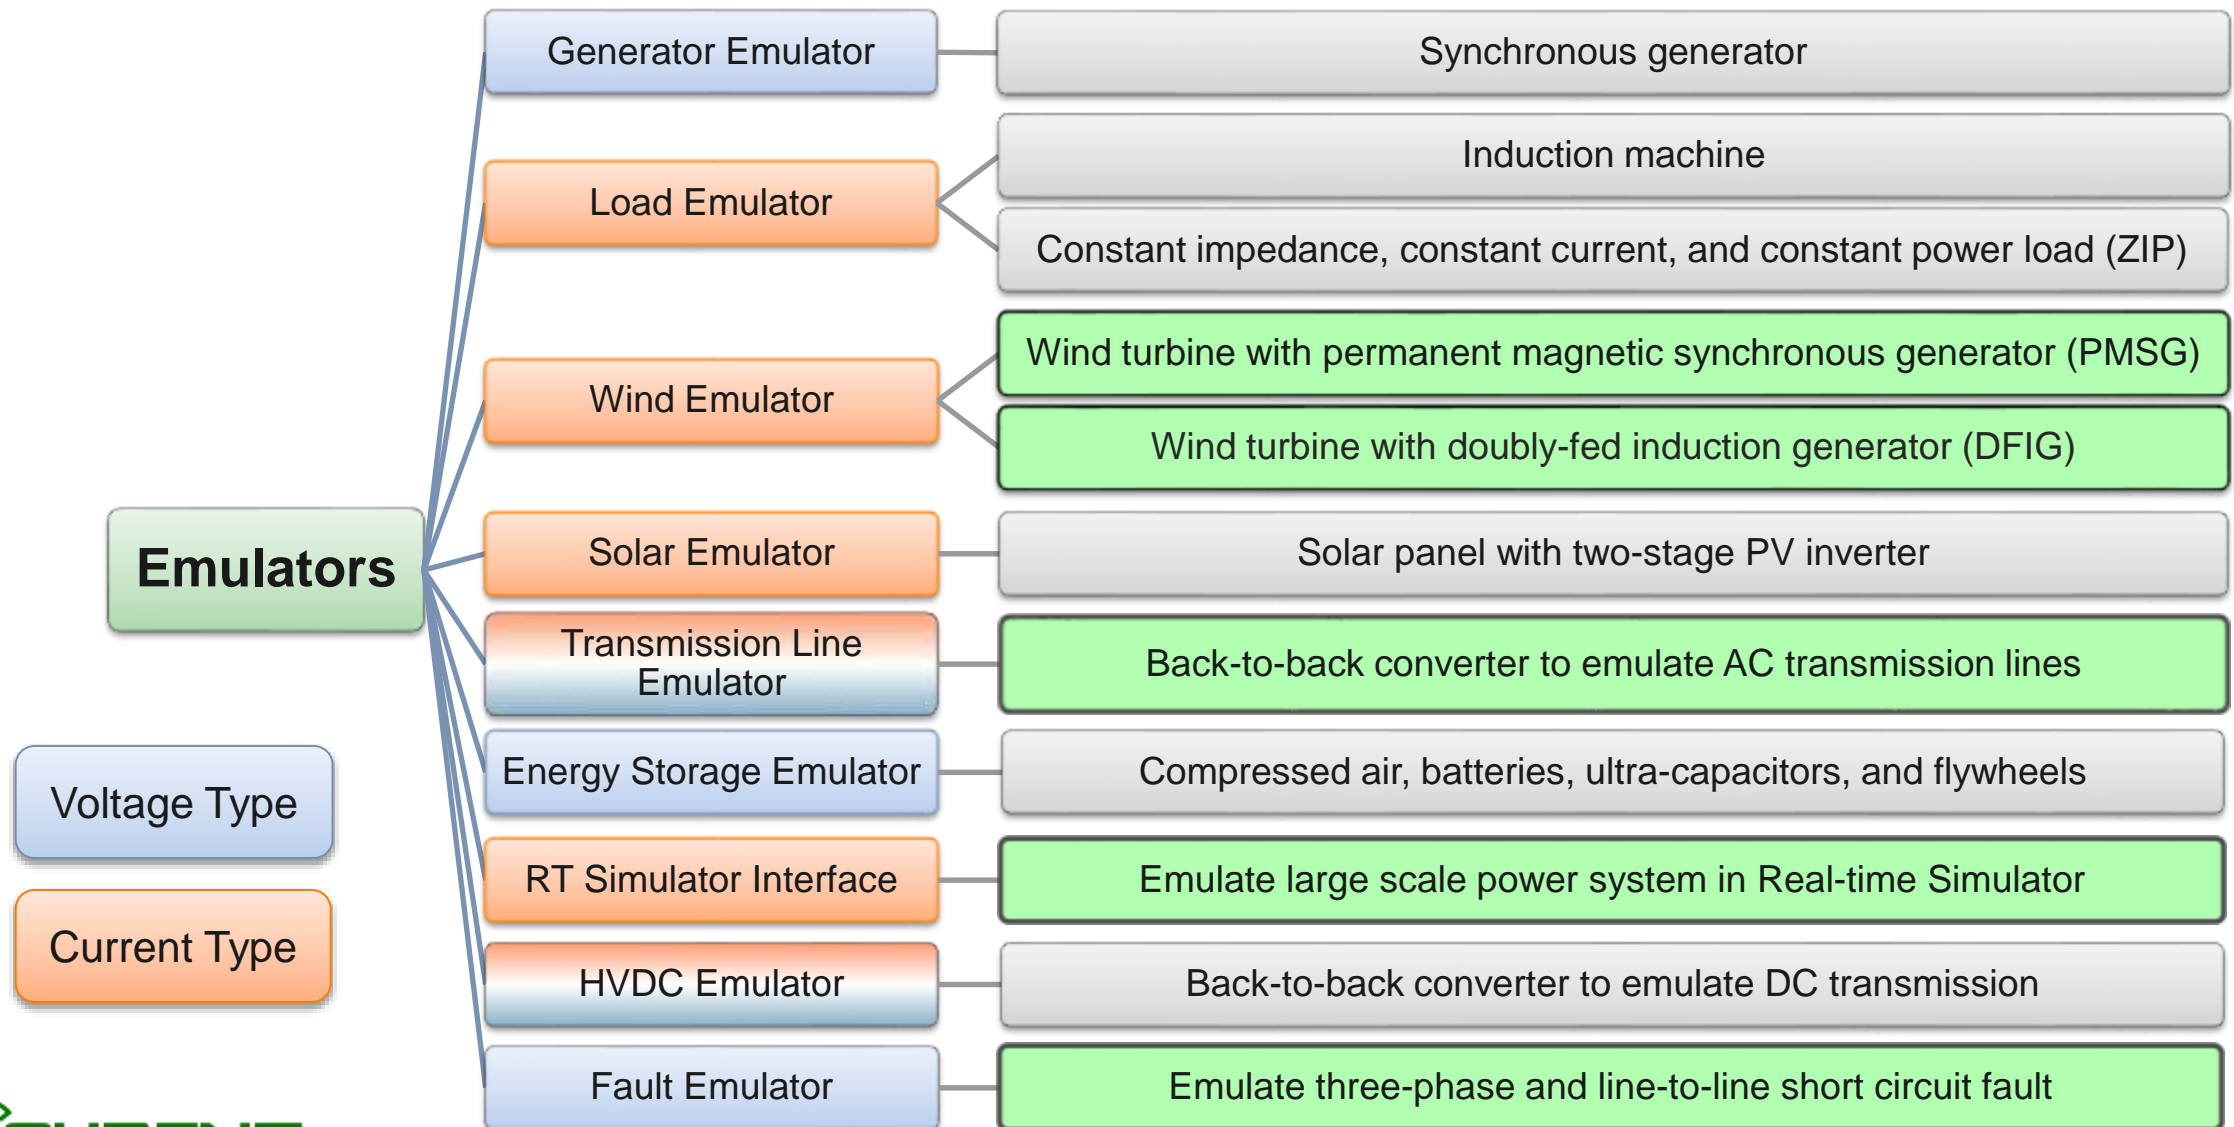 Generator Emulator
Synchronous generator
Load Emulator
Induction machine
Constant impedance, constant current, and constant power load (ZIP)
Wind Emulator
Wind turbine with permanent magnetic synchronous generator (PMSG)
Wind turbine with doubly-fed induction generator (DFIG)
Emulators
Solar Emulator
Solar panel with two-stage PV inverter
Transmission Line
Emulator
Back-to-back converter to emulate AC transmission lines
Energy Storage Emulator
Compressed air, batteries, ultra-capacitors, and flywheels
Voltage Type
RT Simulator Interface
Emulate large scale power system in Real-time Simulator
Current Type
HVDC Emulator
Back-to-back converter to emulate DC transmission
Fault Emulator
Emulate three-phase and line-to-line short circuit fault